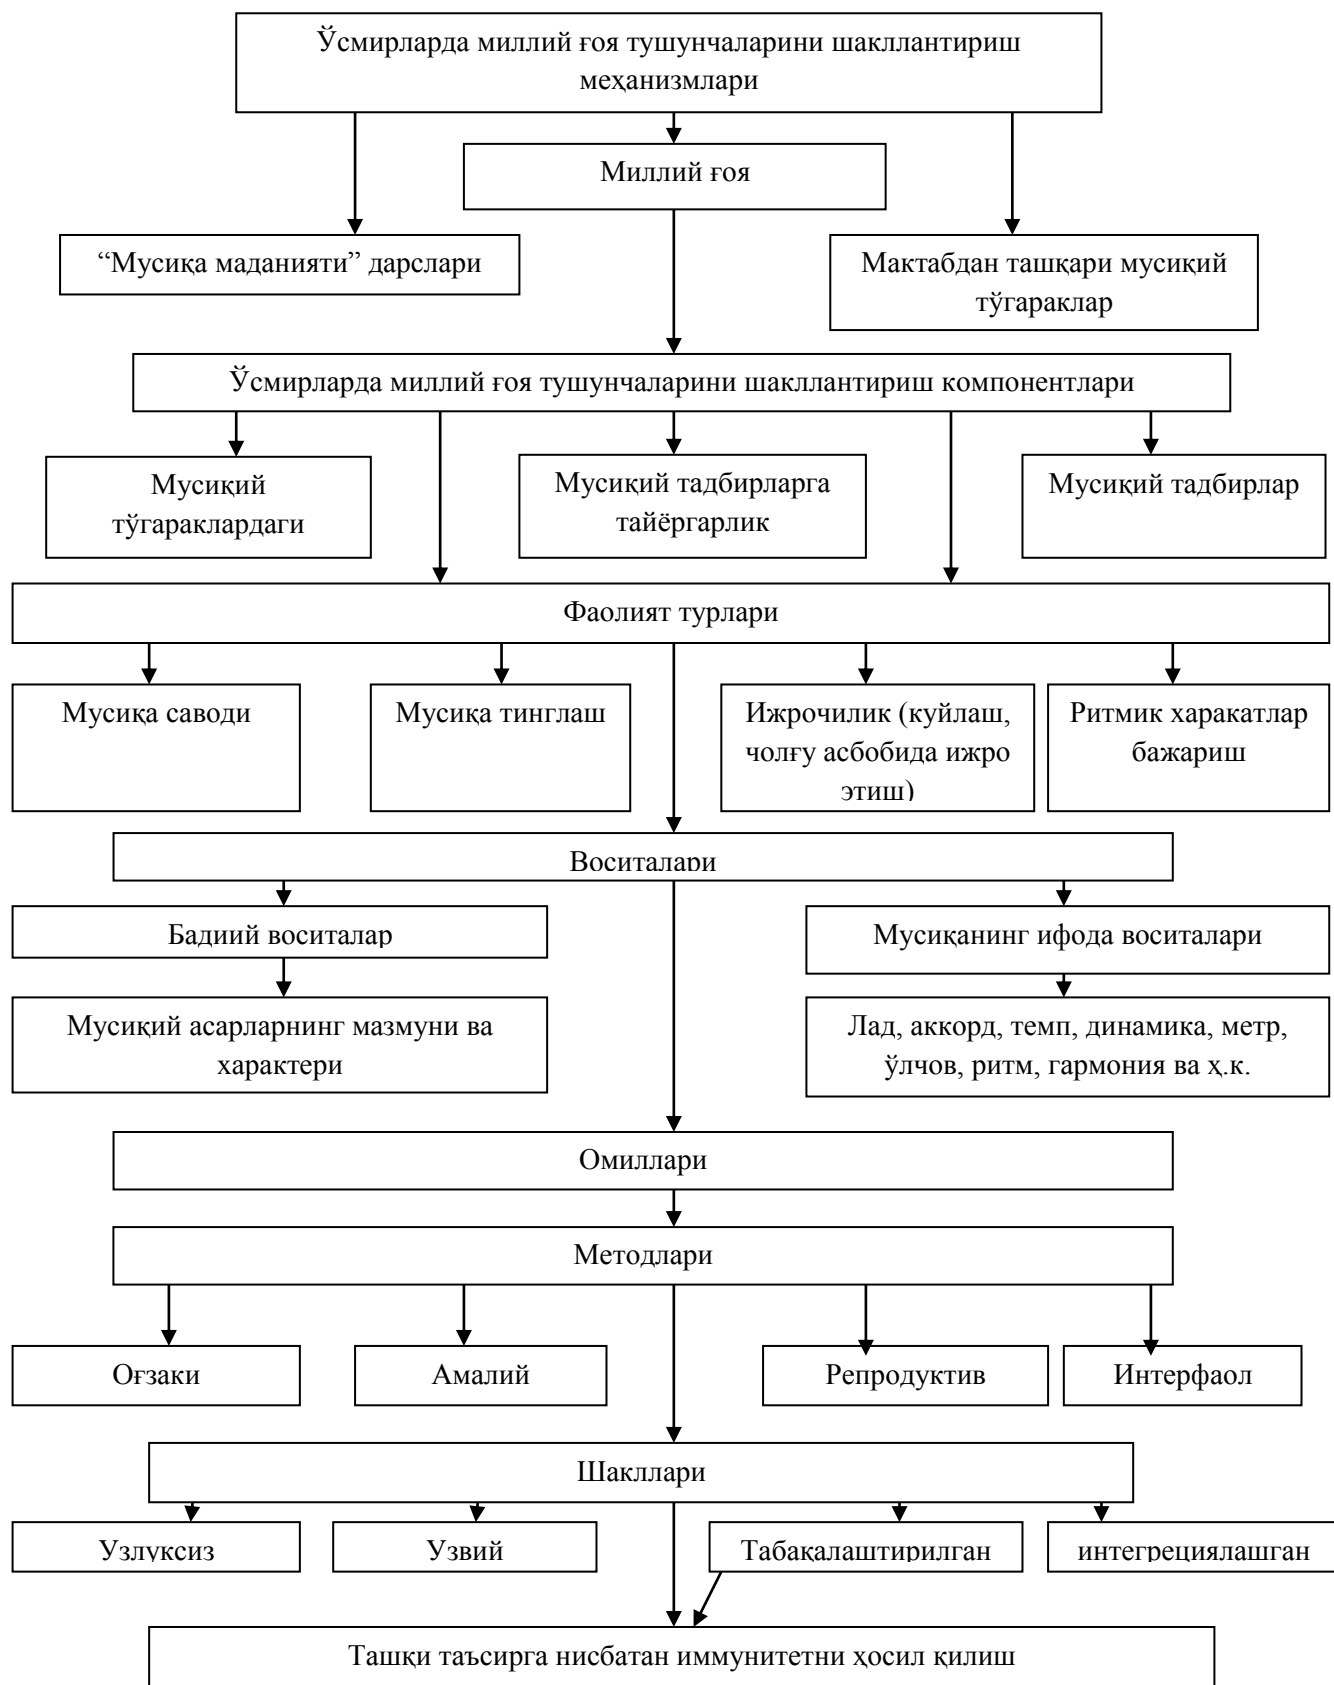 Ўсмирларда миллий ғоя тушунчаларини шакллантириш
меҳанизмлари
Миллий ғоя
“Мусиқа маданияти” дарслари
Мактабдан ташқари мусиқий
тўгараклар
Ўсмирларда миллий ғоя тушунчаларини шакллантириш компонентлари
Мусиқий
тўгараклардаги
Мусиқий тадбирларга
тайёргарлик
Мусиқий тадбирлар
Фаолият турлари
Мусиқа саводи
Мусиқа тинглаш
Ижрочилик (куйлаш,
чолғу асбобида ижро
этиш)
Ритмик харакатлар
бажариш
Воситалари
Бадиий воситалар
Мусиқанинг ифода воситалари
Мусиқий асарларнинг мазмуни ва
характери
Лад, аккорд, темп, динамика, метр,
ўлчов, ритм, гармония ва ҳ.к.
Омиллари
Методлари
Оғзаки
Амалий
Репродуктив
Интерфаол
Шакллари
Узлуксиз
Узвий
Табақалаштирилган
интегрециялашган
Ташқи таъсирга нисбатан иммунитетни ҳосил қилиш